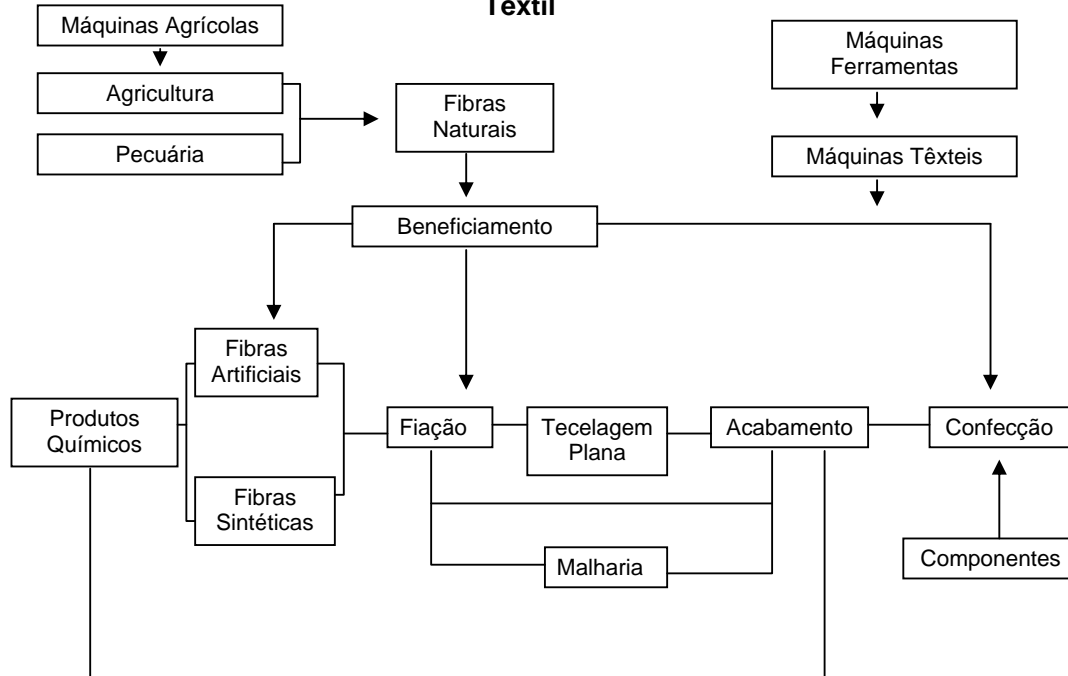 Têxtil
Máquinas Agrícolas
Máquinas
Ferramentas
Agricultura
Fibras
Naturais
Pecuária
Máquinas Têxteis
Beneficiamento
Fibras
Artificiais
Produtos
Químicos
Fiação
Tecelagem
Plana
Acabamento
Confecção
Fibras
Sintéticas
Malharia
Componentes